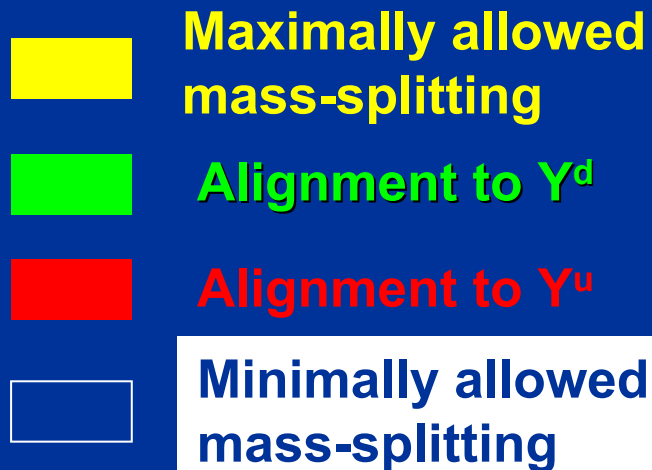 Maximally allowed
mass-splitting
Alignment to Yᵈ
Alignment to Yᵘ
Minimally allowed
mass-splitting